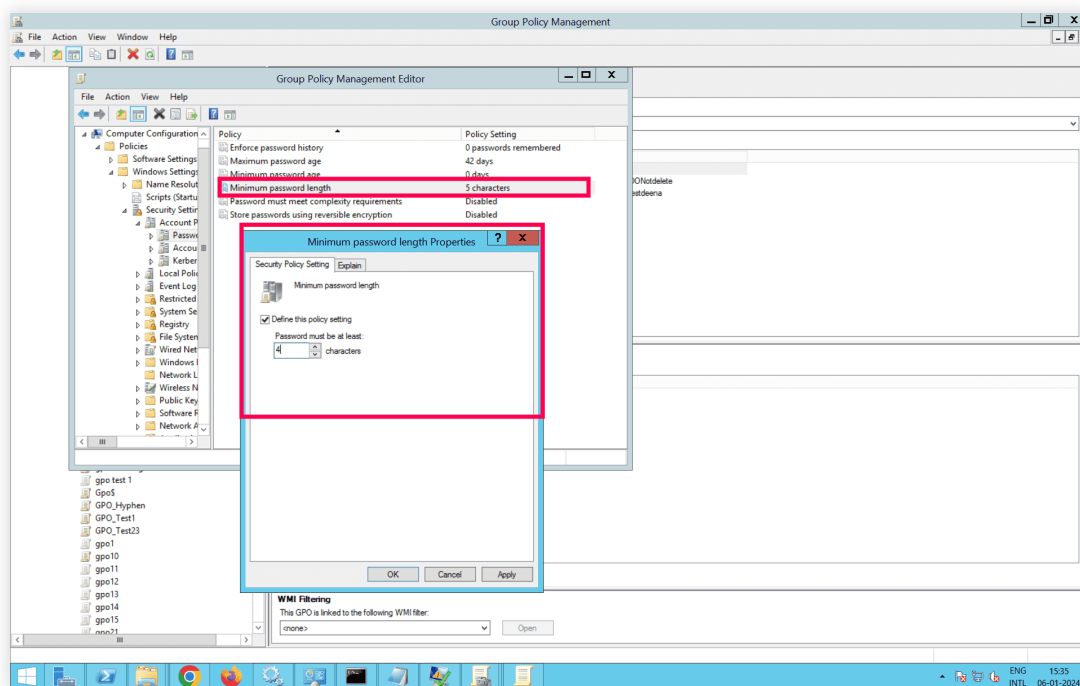 Group Policy Management
File Action View Window Help
Group Policy Management Editor
File Action View Help
Computer Configuration
Policies
Software Settings
Windows Settings
Name Resolut
Scripts (Startu
Security Settin
Account P
Passwo
Accou
Kerber
Local Polic
Event Log
Restricted
System Se
Registry
File System
Wired Net
Windows
Network L
Wireless N
Public Key
Software R
Network A
Policy Policy Setting
Enforce password history 0 passwords remembered
Maximum password age 42 days
Minimum password age 0 days
Minimum password length 5 characters
Password must meet complexity requirements Disabled
Store passwords using reversible encryption Disabled
DONotdelete
estdeena
Minimum password length Properties ? X
Security Policy Setting Explain
Minimum password length
Define this policy setting
Password must be at least:
4 characters
OK Cancel Apply
gpo test 1
Gpo$
GPO_Hyphen
GPO_Test1
GPO_Test23
gpo1
gpo10
gpo11
gpo12
gpo13
gpo14
gpo15
gpo21
WMI Filtering
This GPO is linked to the following WMI filter:
<none> Open
ENG 15:35
INTL 06-01-2024